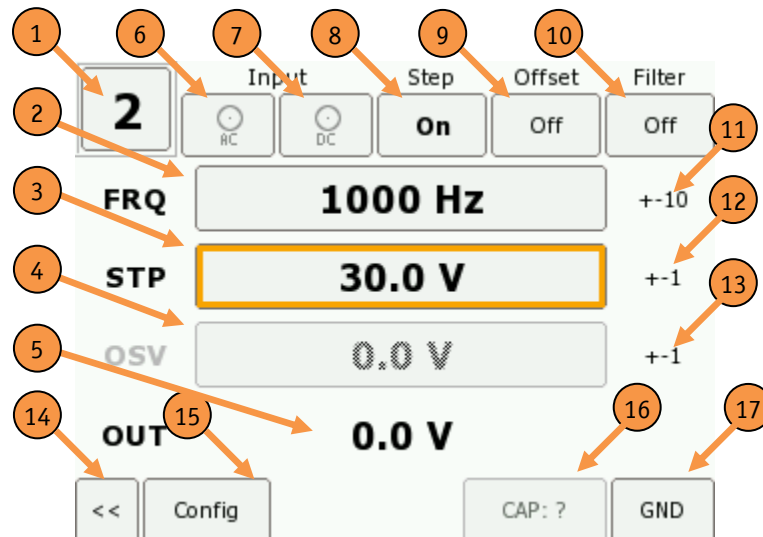 1 6 7 8 9 10
Input Step Offset Filter
2 AC DC On Off Off
2 11
FRQ 1000 Hz +-10
3 12
STP 30.0 V +-1
4 13
OSV 0.0 V +-1
5
OUT 0.0 V
14 15 16 17
<< Config CAP: ? GND